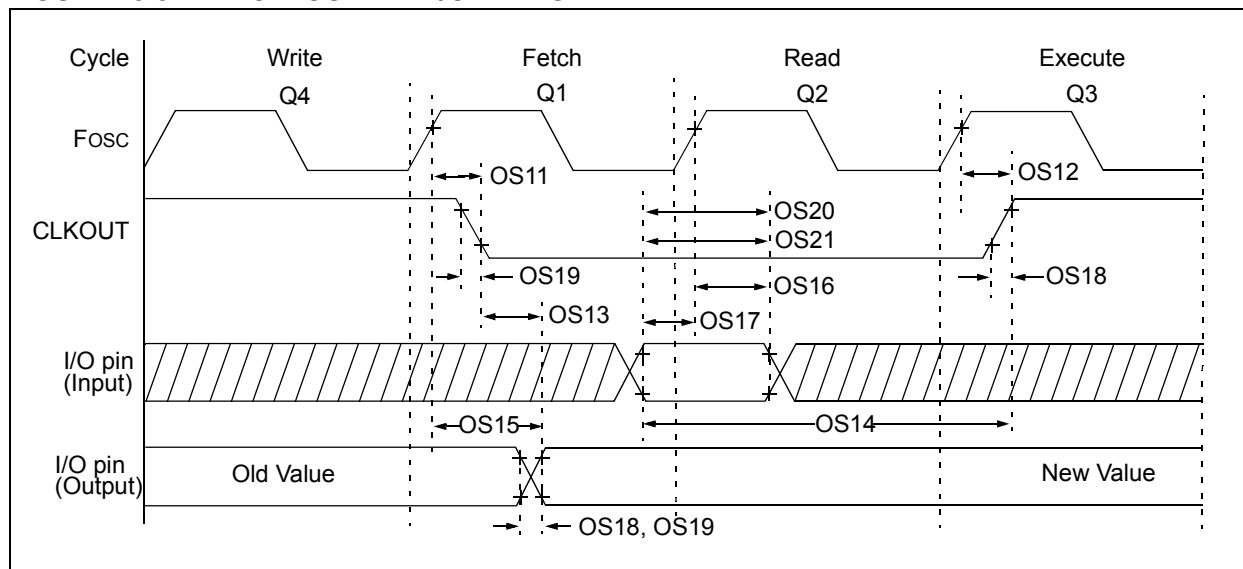 Cycle Write Fetch Read Execute
Q4 Q1 Q2 Q3
FOSC
OS11 OS12
CLKOUT
OS20
OS21
OS19 OS16 OS18
OS13 OS17
I/O pin
(Input)
OS15 OS14
I/O pin
(Output)
Old Value New Value
OS18, OS19